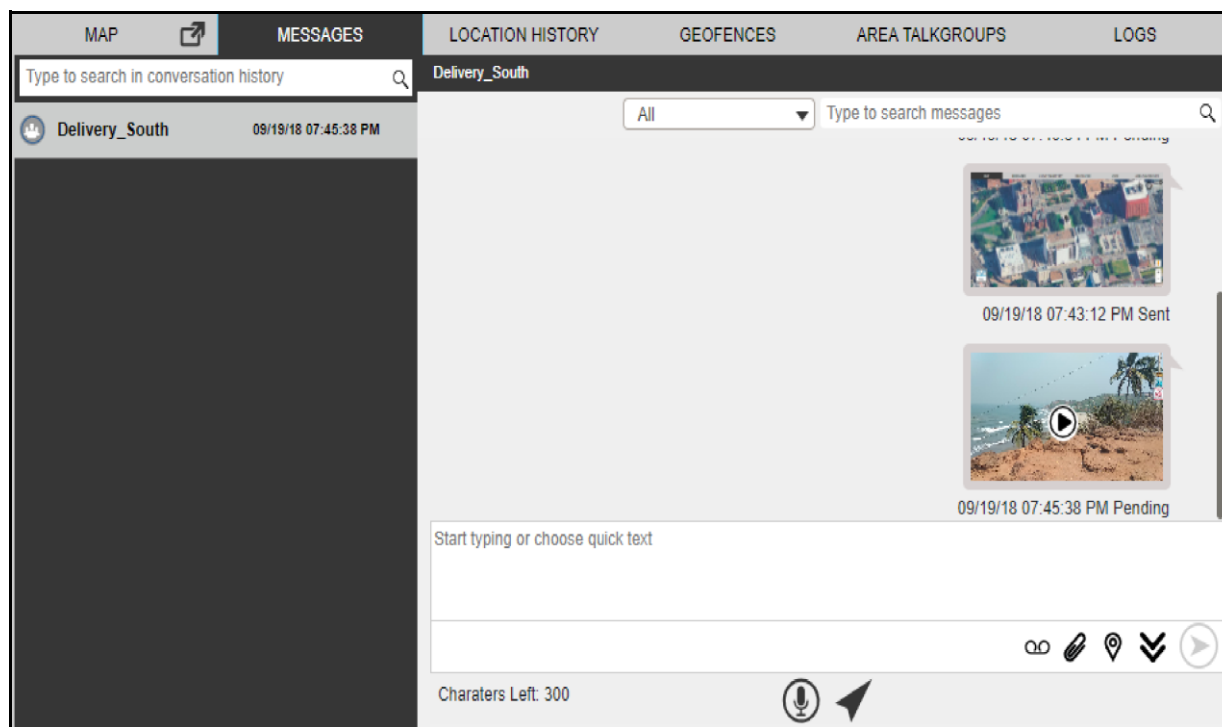 MAP MESSAGES LOCATION HISTORY GEOFENCES AREA TALKGROUPS LOGS
Type to search in conversation history
Delivery_South
Delivery_South 09/19/18 07:45:38 PM
All
Type to search messages
09/19/18 07:43:12 PM Sent
09/19/18 07:45:38 PM Pending
Start typing or choose quick text
Charaters Left: 300